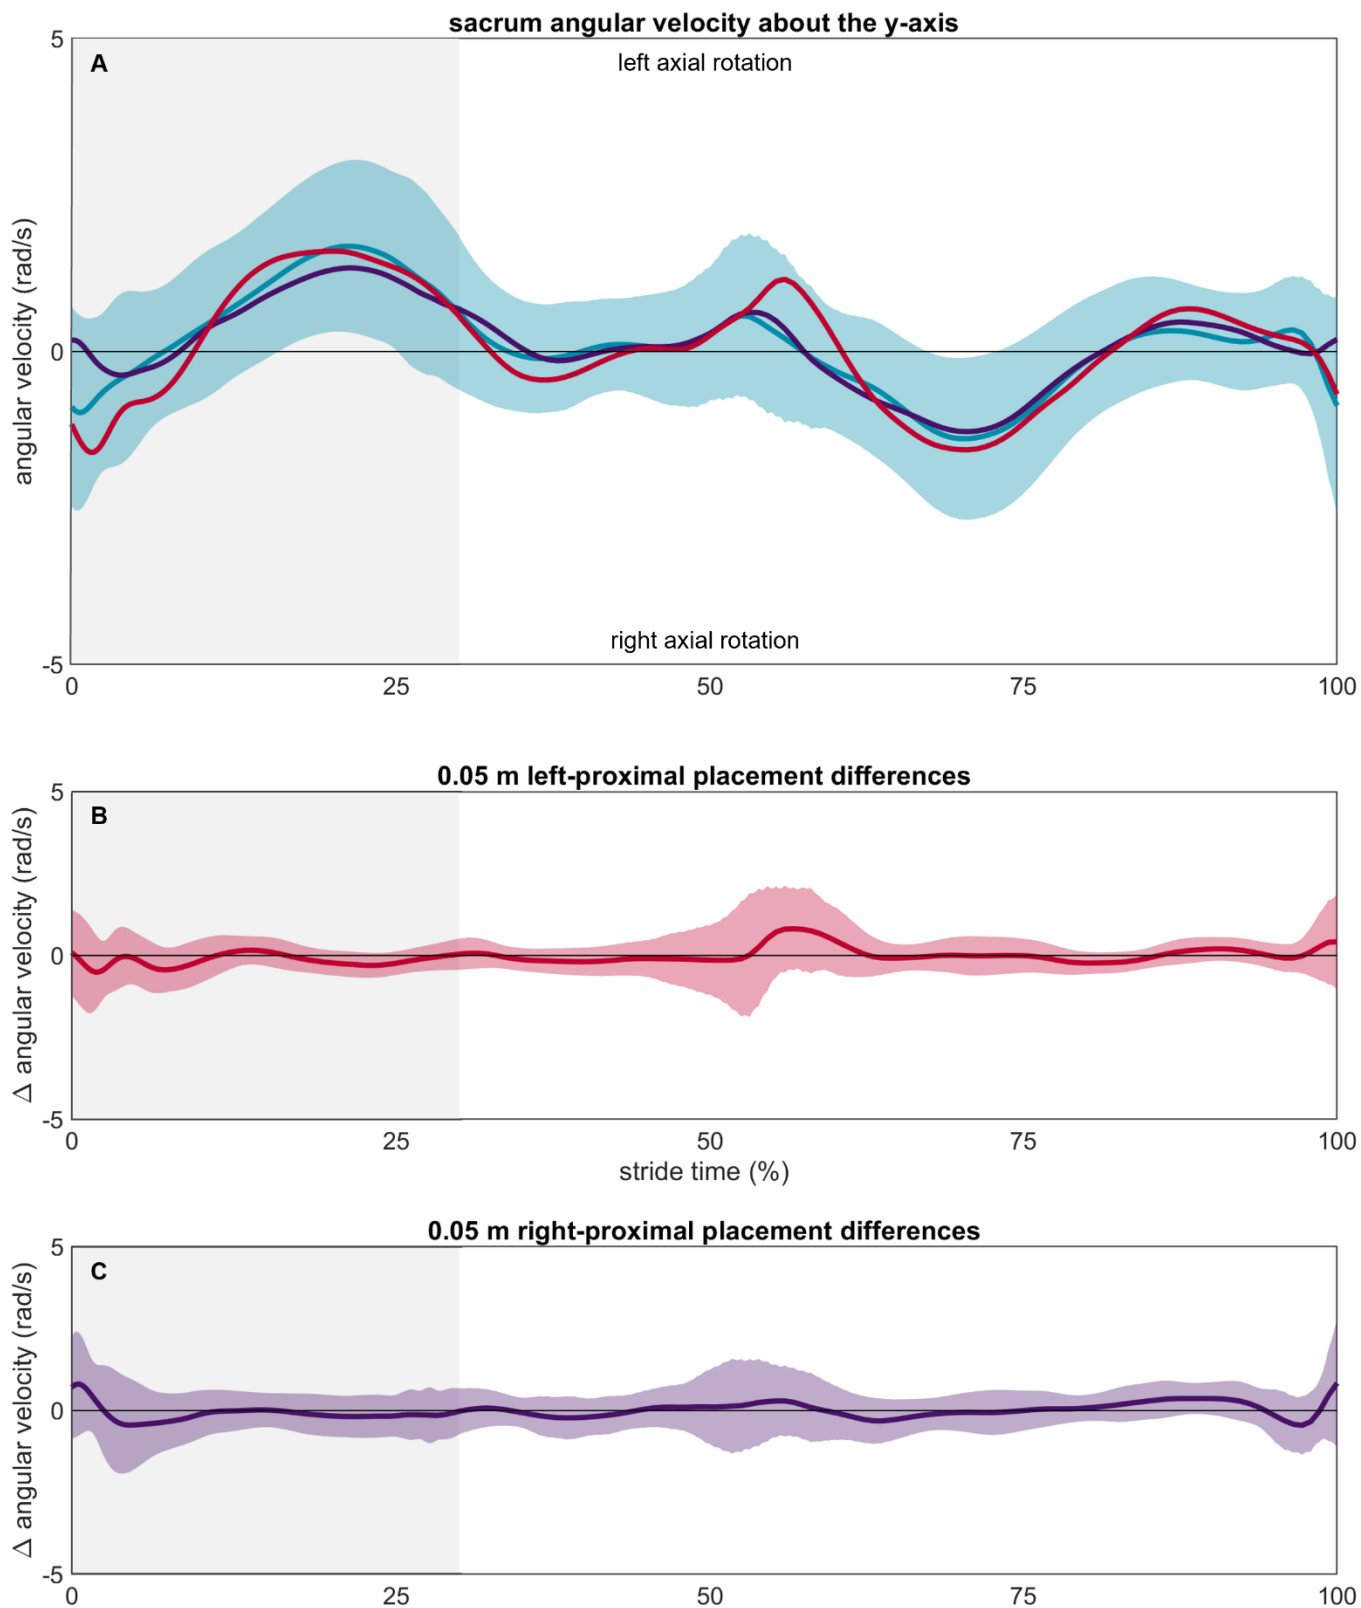 sacrum angular velocity about the y-axis
5
A
left axial rotation
angular velocity (rad/s)
0
right axial rotation
-5
0 25 50 75 100
0.05 m left-proximal placement differences
5
B
Δ angular velocity (rad/s)
0
-5
0 25 50 75 100
stride time (%)
0.05 m right-proximal placement differences
5
C
Δ angular velocity (rad/s)
0
-5
0 25 50 75 100